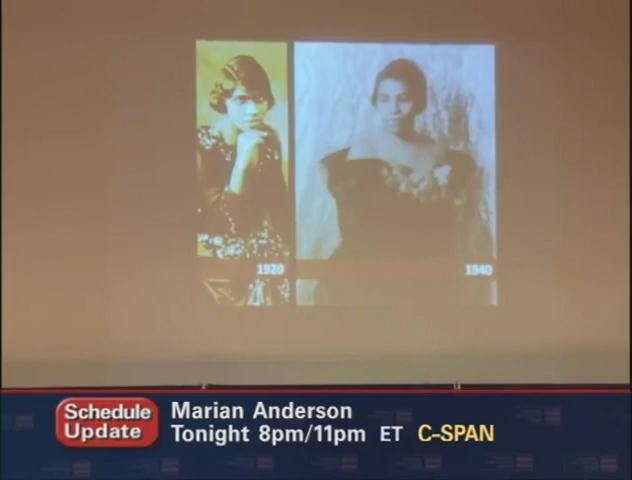 1920
1940
Schedule
Update
Marian Anderson
Tonight 8pm/11pm ET C-SPAN